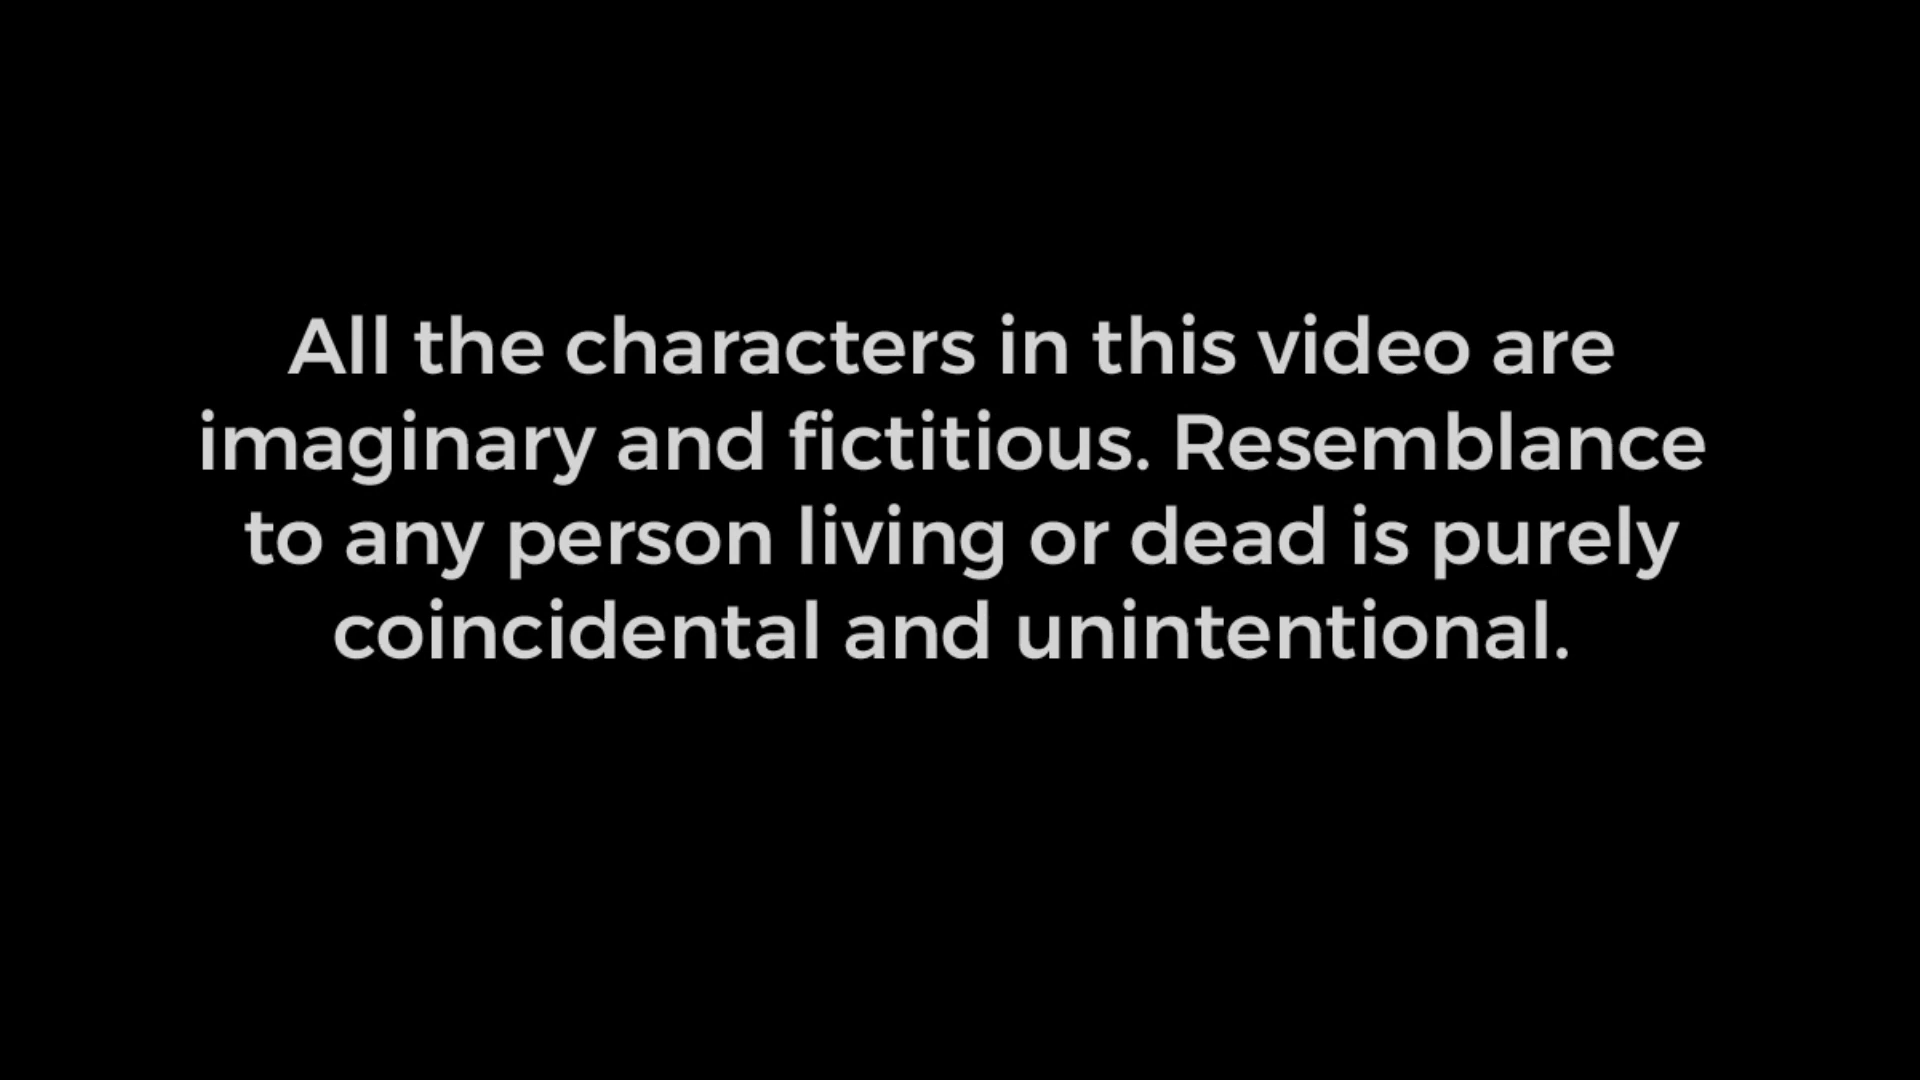 All the characters in this video are
imaginary and fictitious. Resemblance
to any person living or dead is purely
coincidental and unintentional.